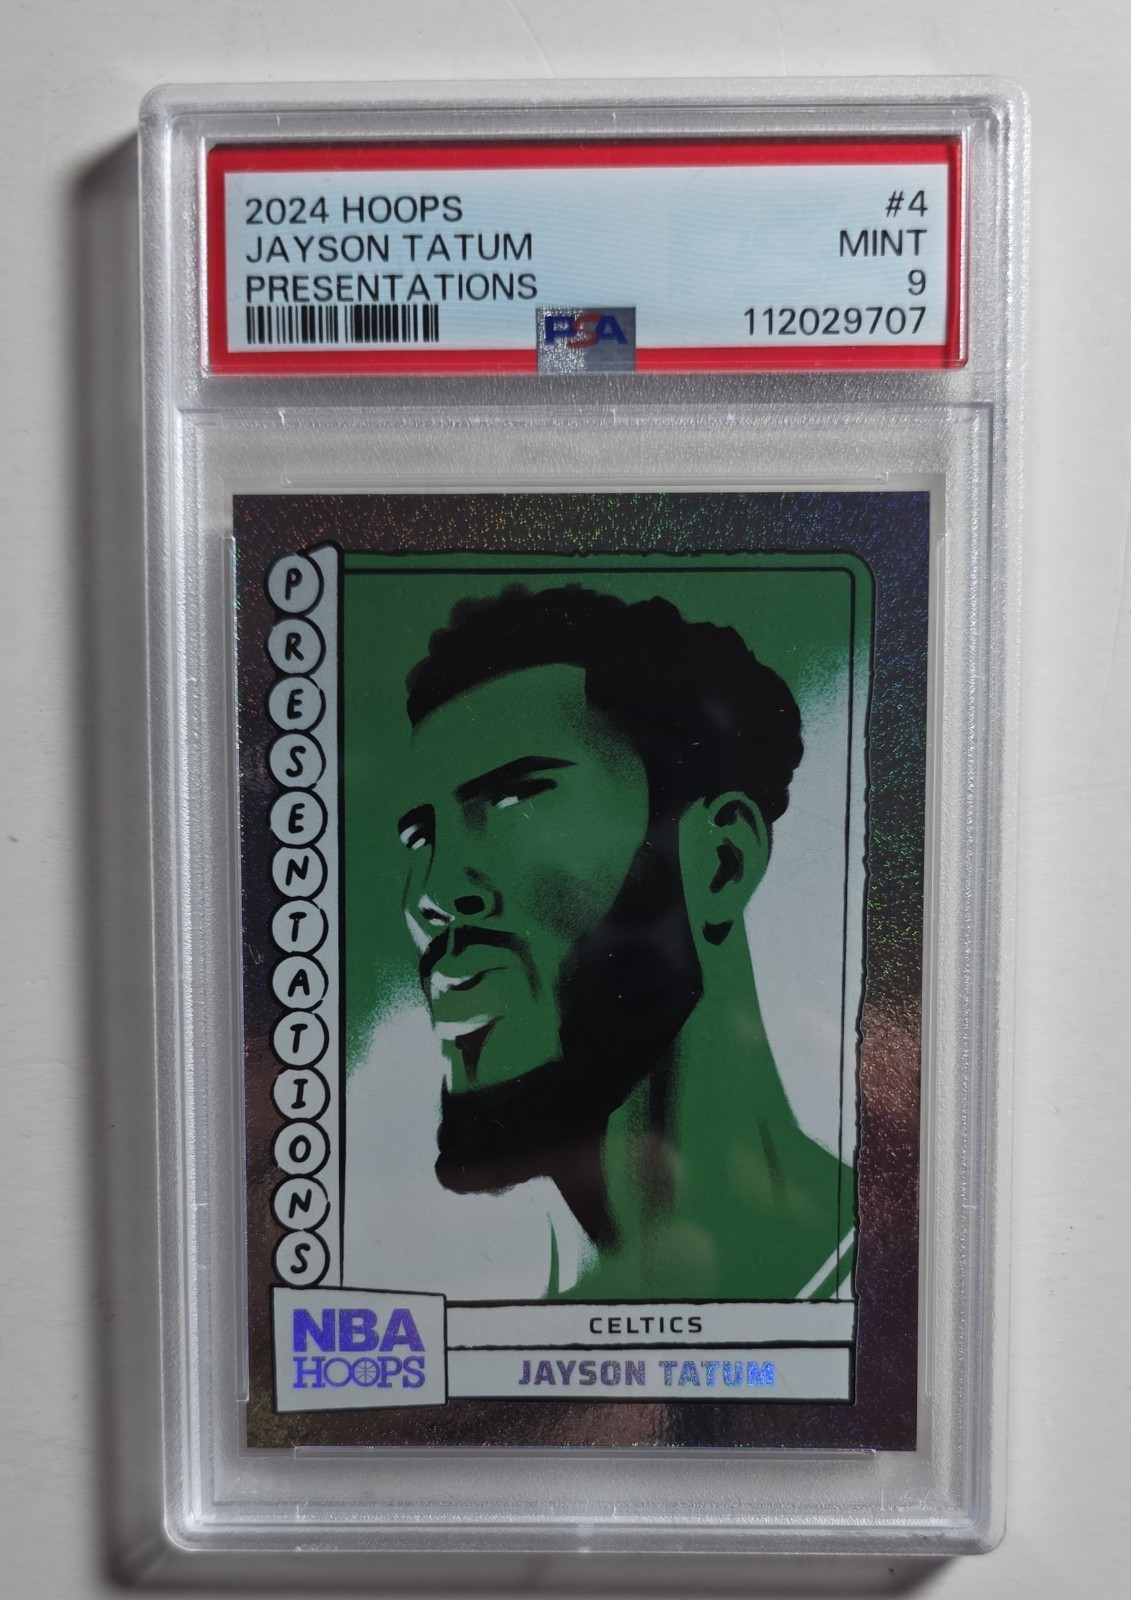 2024 HOOPS #4
JAYSON TATUM MINT
PRESENTATIONS 9
PSA 112029707
PRESENTATIONS
NBA
HOOPS
CELTICS
JAYSON TATUM